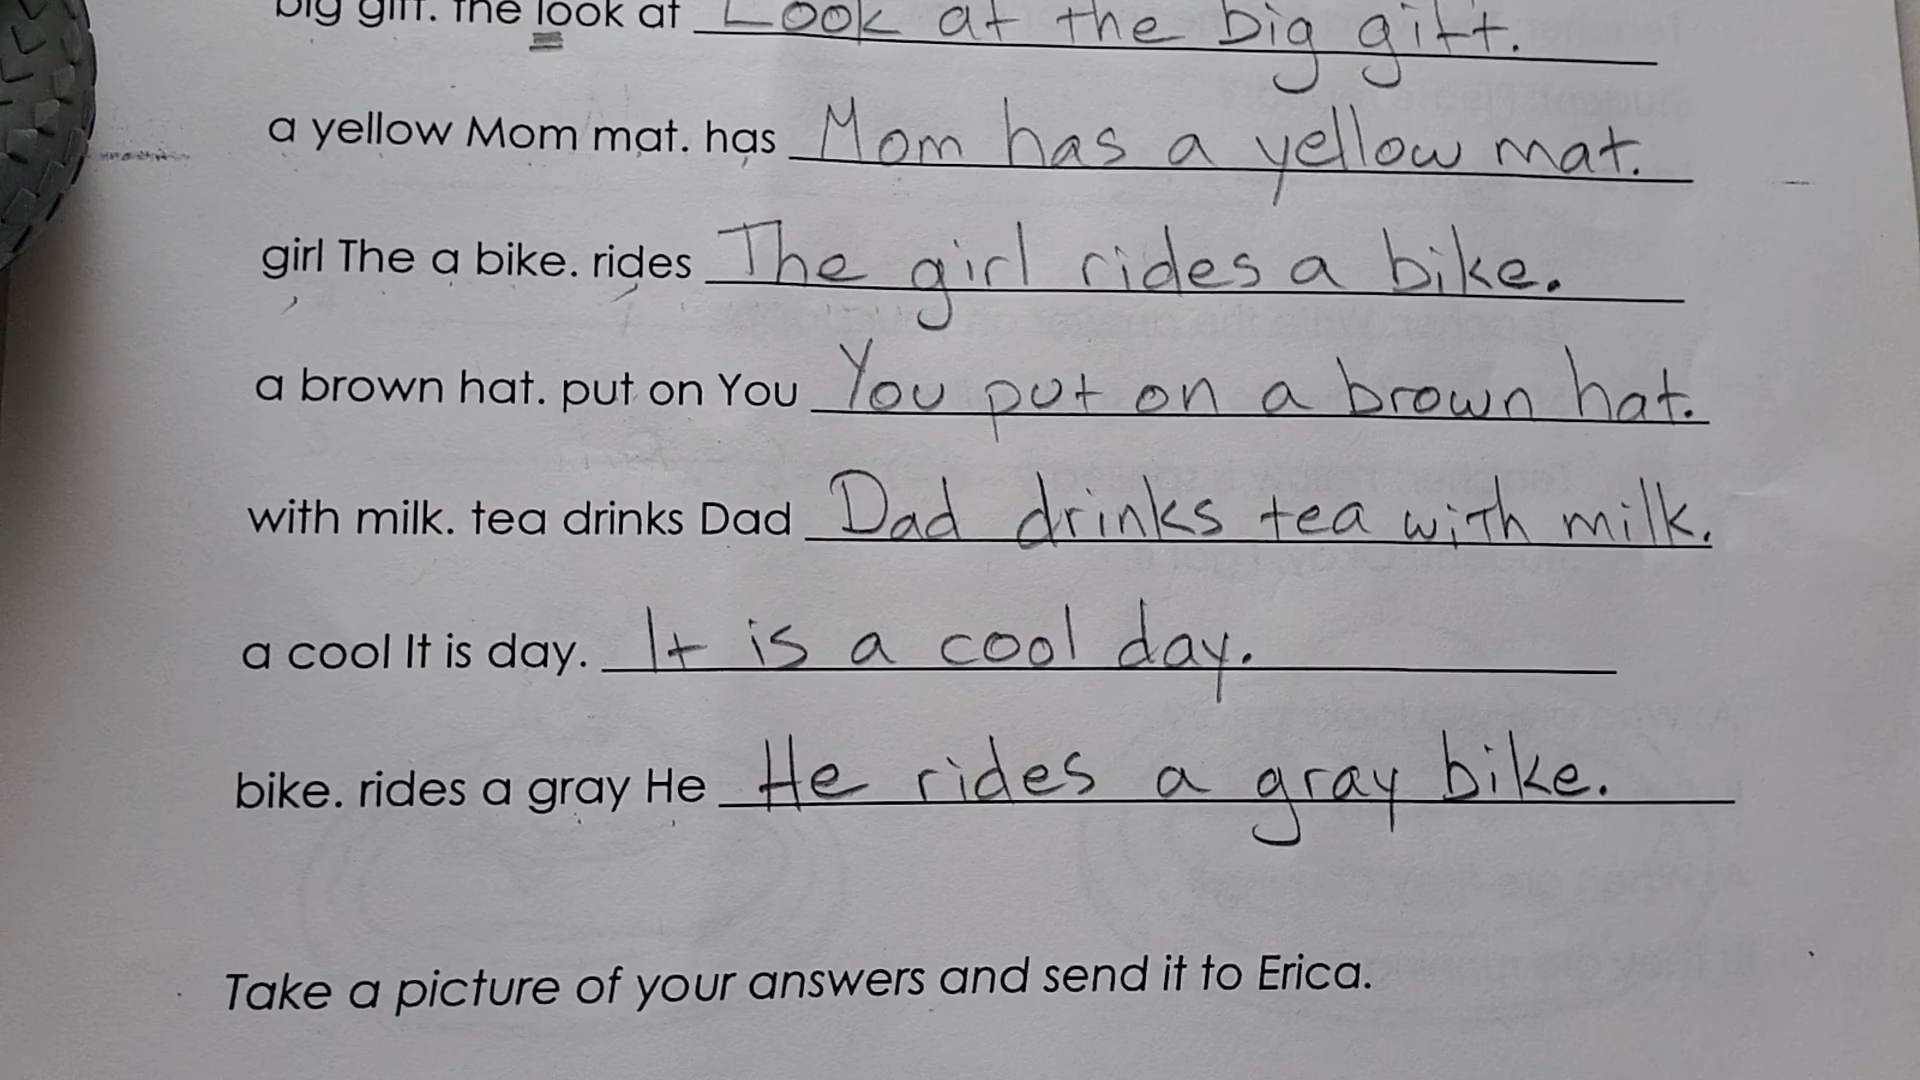 big gift. the look at Look at the big gift.
a yellow Mom mat. has Mom has a yellow mat.
girl The a bike. rides The girl rides a bike.
a brown hat. put on You You put on a brown hat.
with milk. tea drinks Dad Dad drinks tea with milk.
a cool It is day. It is a cool day.
bike. rides a gray He He rides a gray bike.
Take a picture of your answers and send it to Erica.